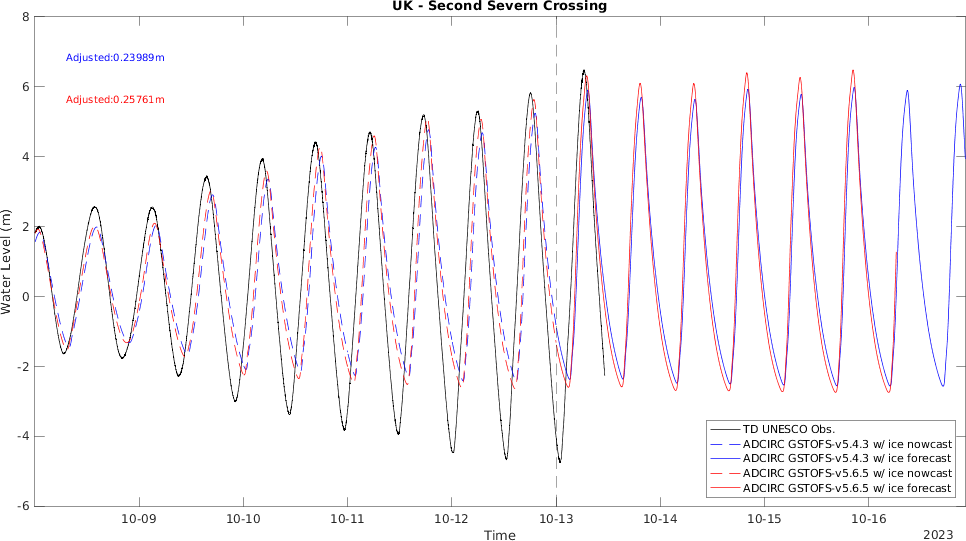 UK - Second Severn Crossing
8
6
4
2
0
-2
-4
-6
Water Level (m)
Adjusted:0.23989m
Adjusted:0.25761m
TD UNESCO Obs.
ADCIRC GSTOFS-v5.4.3 w/ ice nowcast
ADCIRC GSTOFS-v5.4.3 w/ ice forecast
ADCIRC GSTOFS-v5.6.5 w/ ice nowcast
ADCIRC GSTOFS-v5.6.5 w/ ice forecast
10-09 10-10 10-11 10-12 10-13 10-14 10-15 10-16
Time
2023